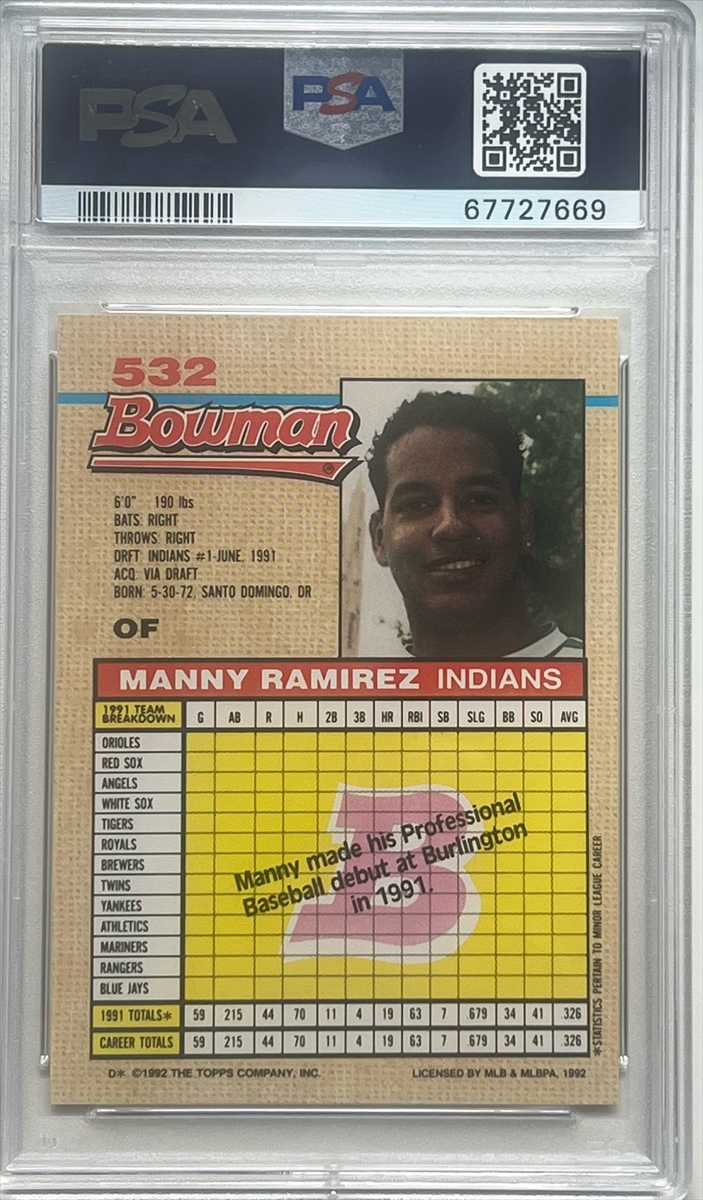 PSA PSA
67727669
532
Bowman
6'0" 190 lbs
BATS: RIGHT
THROWS: RIGHT
DRFT: INDIANS #1-JUNE, 1991
ACQ: VIA DRAFT
BORN: 5-30-72, SANTO DOMINGO, DR
OF
MANNY RAMIREZ INDIANS
1991 TEAM BREAKDOWN G AB R H 2B 3B HR RBI SB SLG BB SO AVG
ORIOLES
RED SOX
ANGELS
WHITE SOX
TIGERS
ROYALS
BREWERS
TWINS
YANKEES
ATHLETICS
MARINERS
RANGERS
BLUE JAYS
B
Manny made his Professional
Baseball debut at Burlington
in 1991.
1991 TOTALS* 59 215 44 70 11 4 19 63 7 .679 34 41 .326
CAREER TOTALS 59 215 44 70 11 4 19 63 7 .679 34 41 .326
*STATISTICS PERTAIN TO MINOR LEAGUE CAREER
D* ©1992 THE TOPPS COMPANY, INC. LICENSED BY MLB & MLBPA, 1992